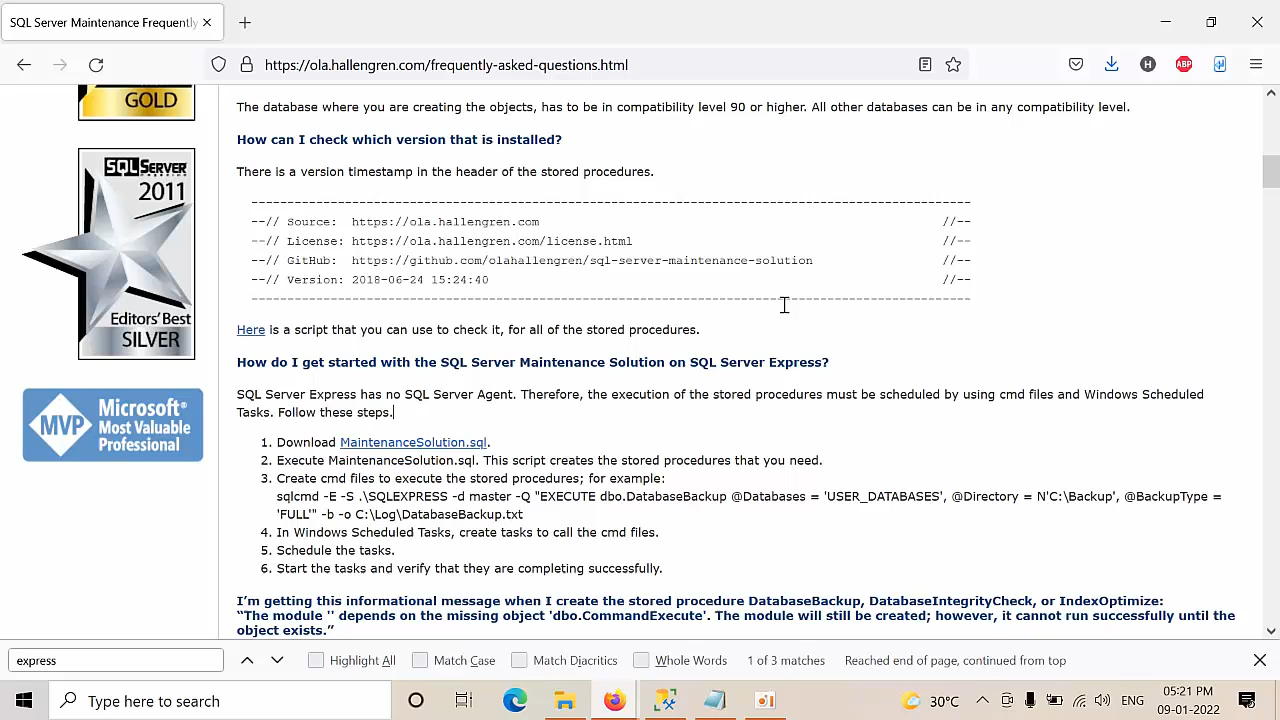 SQL Server Maintenance Frequently
https://ola.hallengren.com/frequently-asked-questions.html
H
ABP
GOLD
SQL SERVER
2011
Editors' Best
SILVER
MVP
Microsoft®
Most Valuable
Professional
The database where you are creating the objects, has to be in compatibility level 90 or higher. All other databases can be in any compatibility level.
How can I check which version that is installed?
There is a version timestamp in the header of the stored procedures.
--// Source:  https://ola.hallengren.com //--
--// License: https://ola.hallengren.com/license.html //--
--// GitHub:  https://github.com/olahallengren/sql-server-maintenance-solution //--
--// Version: 2018-06-24 15:24:40 //--
Here is a script that you can use to check it, for all of the stored procedures.
How do I get started with the SQL Server Maintenance Solution on SQL Server Express?
SQL Server Express has no SQL Server Agent. Therefore, the execution of the stored procedures must be scheduled by using cmd files and Windows Scheduled
Tasks. Follow these steps.
1. Download MaintenanceSolution.sql.
2. Execute MaintenanceSolution.sql. This script creates the stored procedures that you need.
3. Create cmd files to execute the stored procedures; for example:
sqlcmd -E -S .\SQLEXPRESS -d master -Q "EXECUTE dbo.DatabaseBackup @Databases = 'USER_DATABASES', @Directory = N'C:\Backup', @BackupType =
'FULL'" -b -o C:\Log\DatabaseBackup.txt
4. In Windows Scheduled Tasks, create tasks to call the cmd files.
5. Schedule the tasks.
6. Start the tasks and verify that they are completing successfully.
I'm getting this informational message when I create the stored procedure DatabaseBackup, DatabaseIntegrityCheck, or IndexOptimize:
“The module '' depends on the missing object 'dbo.CommandExecute'. The module will still be created; however, it cannot run successfully until the
object exists.”
express
Highlight All
Match Case
Match Diacritics
Whole Words
1 of 3 matches
Reached end of page, continued from top
Type here to search
30°C
ENG
05:21 PM
09-01-2022